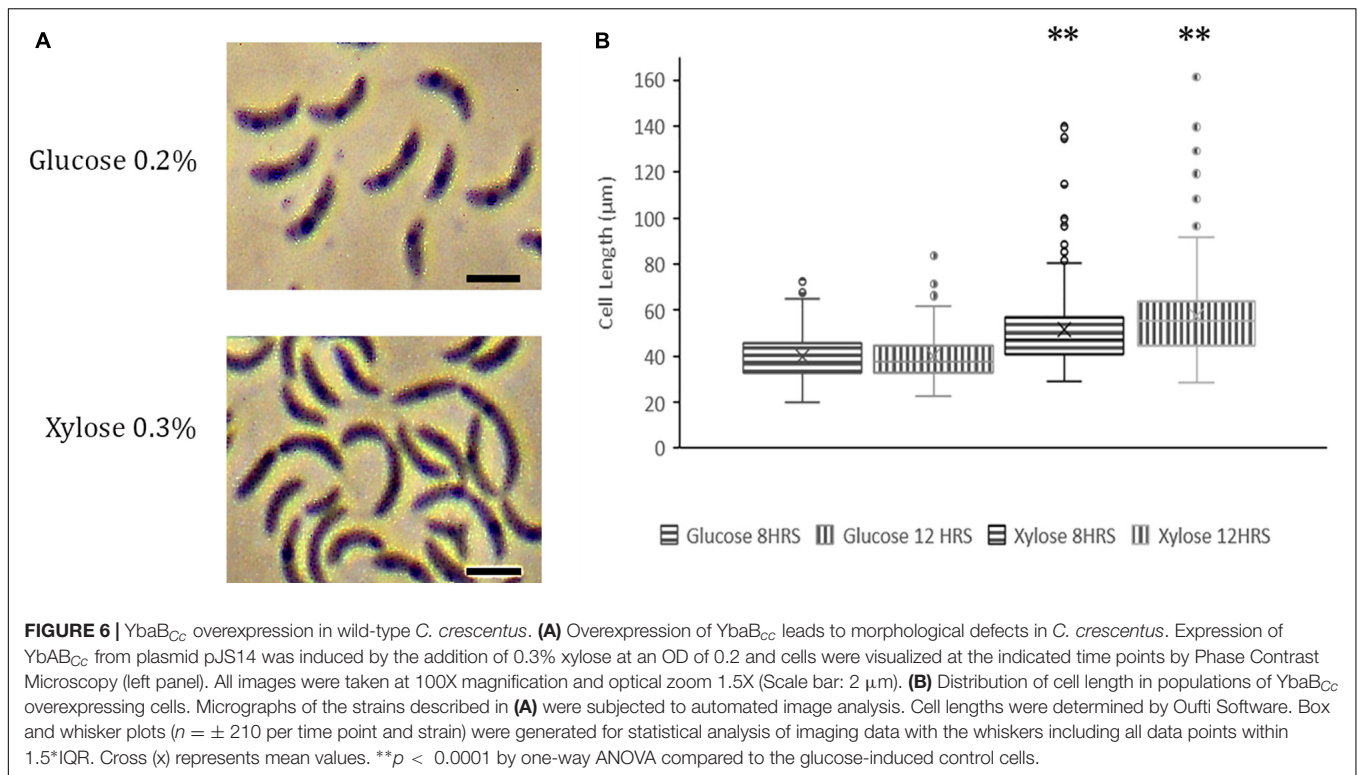 A
Glucose 0.2%
Xylose 0.3%
B
** **
160
140
120
100
80
60
40
20
0
Cell Length (µm)
Glucose 8HRS Glucose 12 HRS Xylose 8HRS Xylose 12HRS
FIGURE 6 | YbaBCc overexpression in wild-type C. crescentus. (A) Overexpression of YbaBcc leads to morphological defects in C. crescentus. Expression of
YbABCc from plasmid pJS14 was induced by the addition of 0.3% xylose at an OD of 0.2 and cells were visualized at the indicated time points by Phase Contrast
Microscopy (left panel). All images were taken at 100X magnification and optical zoom 1.5X (Scale bar: 2 µm). (B) Distribution of cell length in populations of YbaBCc
overexpressing cells. Micrographs of the strains described in (A) were subjected to automated image analysis. Cell lengths were determined by Oufti Software. Box
and whisker plots (n = ± 210 per time point and strain) were generated for statistical analysis of imaging data with the whiskers including all data points within
1.5*IQR. Cross (x) represents mean values. **p < 0.0001 by one-way ANOVA compared to the glucose-induced control cells.